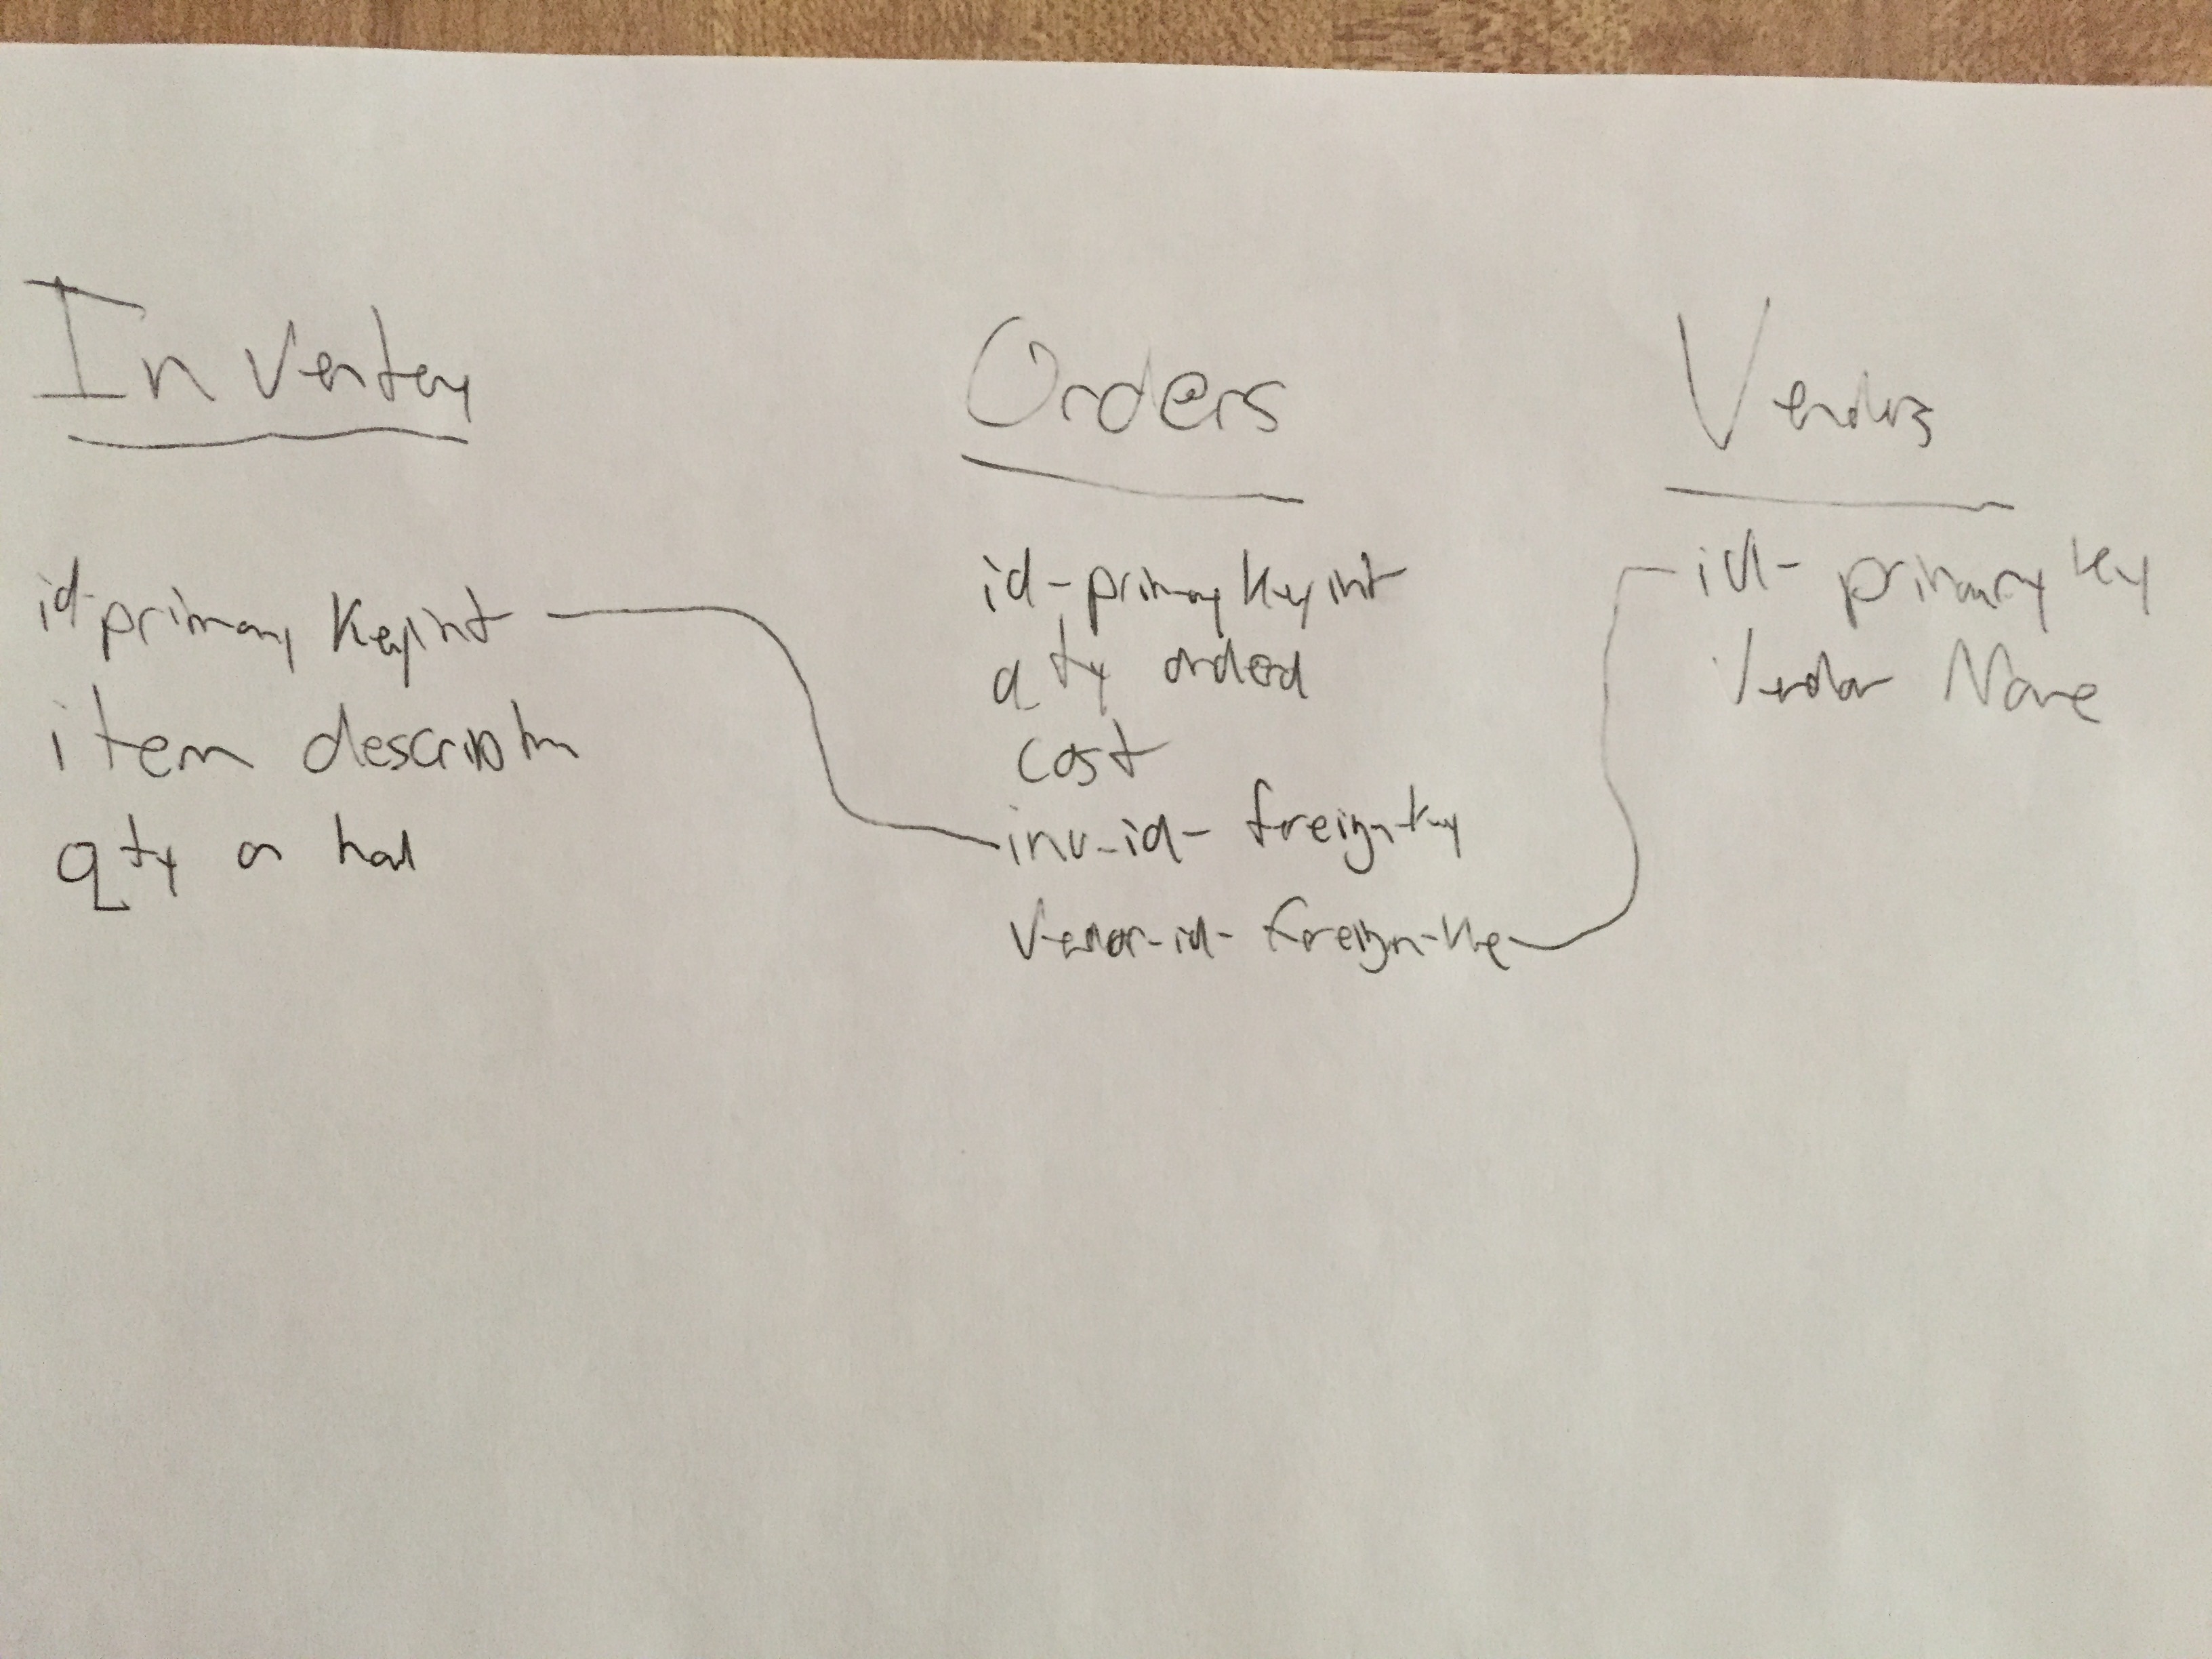 Inventory
id-primary key int
item descriptn
qty on hand
Orders
id-primary key int
qty ordered
cost
inv-id-foreign-key
Vendor-id-foreign-key
Vendors
id-primary key
Vendor Name